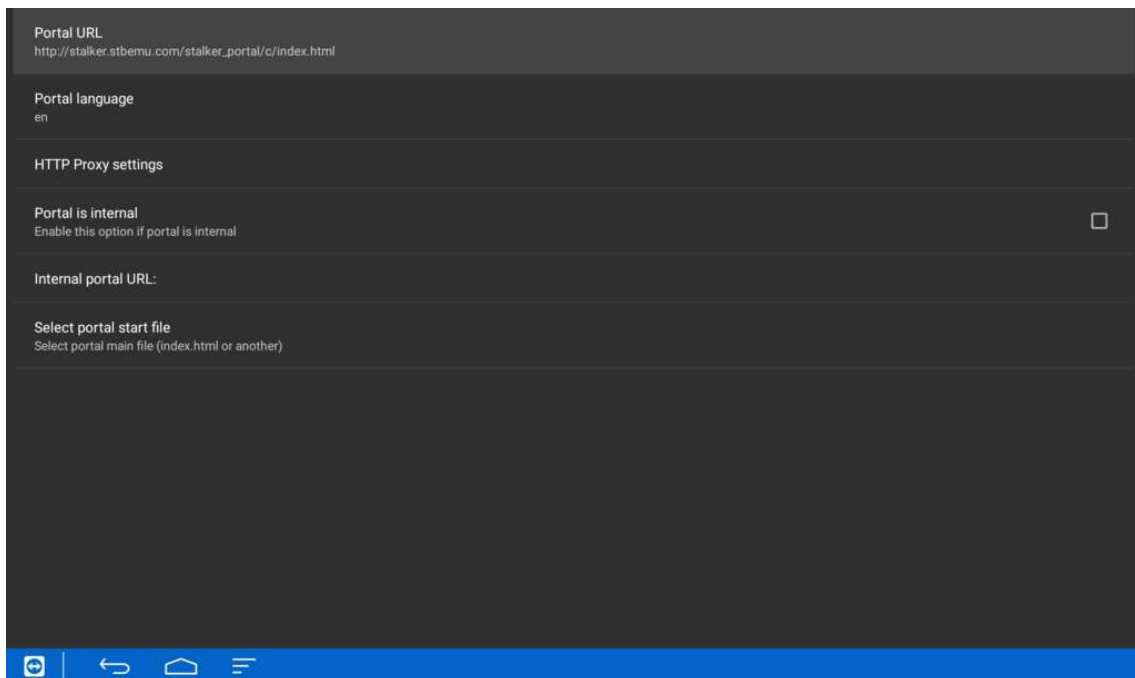 Portal URL
http://stalker.stbemu.com/stalker_portal/c/index.html
Portal language
en
HTTP Proxy settings
Portal is internal
Enable this option if portal is internal
Internal portal URL:
Select portal start file
Select portal main file (index.html or another)